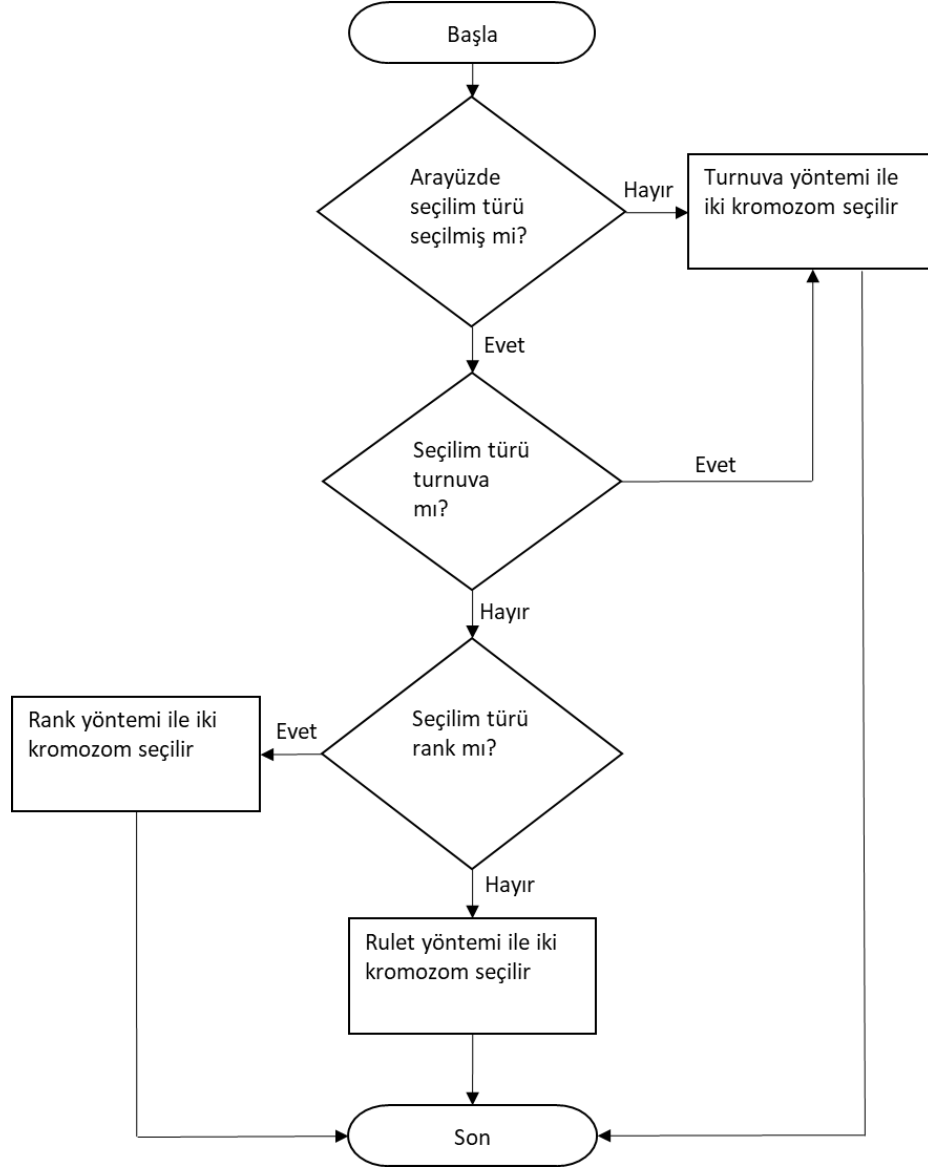 Başla
Arayüzde
seçilim türü
seçilmiş mi?
Hayır
Turnuva yöntemi ile
iki kromozom seçilir
Evet
Seçilim türü
turnuva
mı?
Evet
Hayır
Seçilim türü
rank mı?
Evet
Rank yöntemi ile iki
kromozom seçilir
Hayır
Rulet yöntemi ile iki
kromozom seçilir
Son